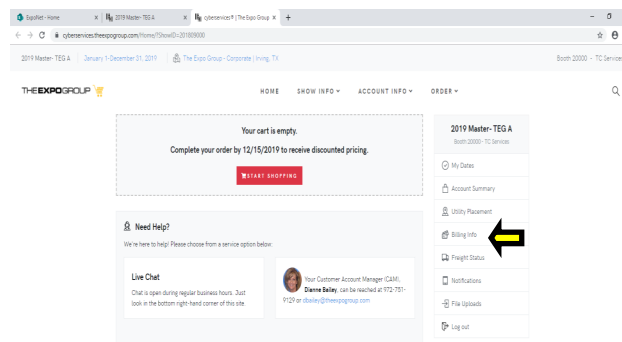 ExpoNet - Home
2019 Master- TEG A
cyberservices® | The Expo Group
cyberservices.theexpogroup.com/Home/?ShowID=201809000
2019 Master- TEG A January 1-December 01, 2019 The Expo Group - Corporate | Irving, TX Booth 20000 - TC Services
THEEXPOGROUP HOME SHOW INFO ACCOUNT INFO ORDER
Your cart is empty.
Complete your order by 12/15/2019 to receive discounted pricing.
START SHOPPING
Need Help?
We're here to help! Please choose from a service option below:
Live Chat
Chat is open during regular business hours. Just
look in the bottom right-hand corner of this site.
Your Customer Account Manager (CAM),
Dianne Bailey, can be reached at 972-751-
9129 or dbailey@theexpogroup.com
2019 Master- TEG A
Booth 20000- TC Services
My Dates
Account Summary
Utility Placement
Billing Info
Freight Status
Notifications
File Uploads
Log out